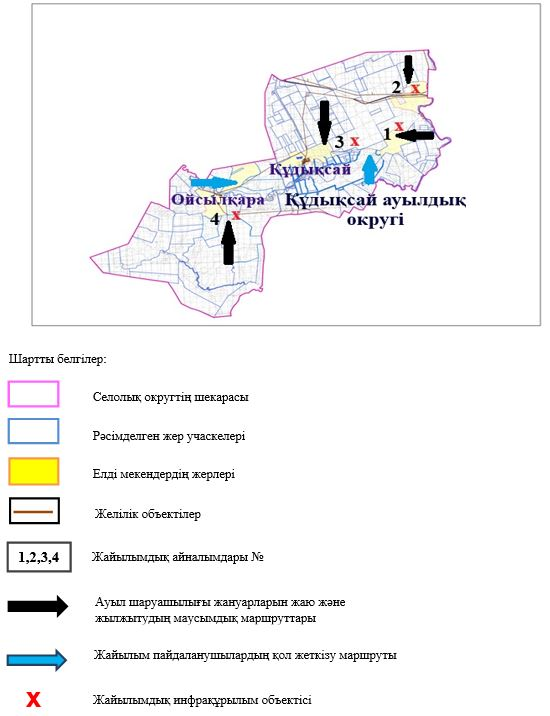 2 x
1 x
3 x
Құдықсай
Ойсылқара
Құдықсай ауылдық
округі
4 x
Шартты белгілер:
Селолық округтің шекарасы
Рәсімделген жер учаскелері
Елді мекендердің жерлері
Желілік объектілер
1,2,3,4 Жайылымдық айналымдары №
Ауыл шаруашылығы жануарларын жаю және
жылжытудың маусымдық маршруттары
Жайылым пайдаланушылардың қол жеткізу маршруты
X Жайылымдық инфрақұрылым объектісі